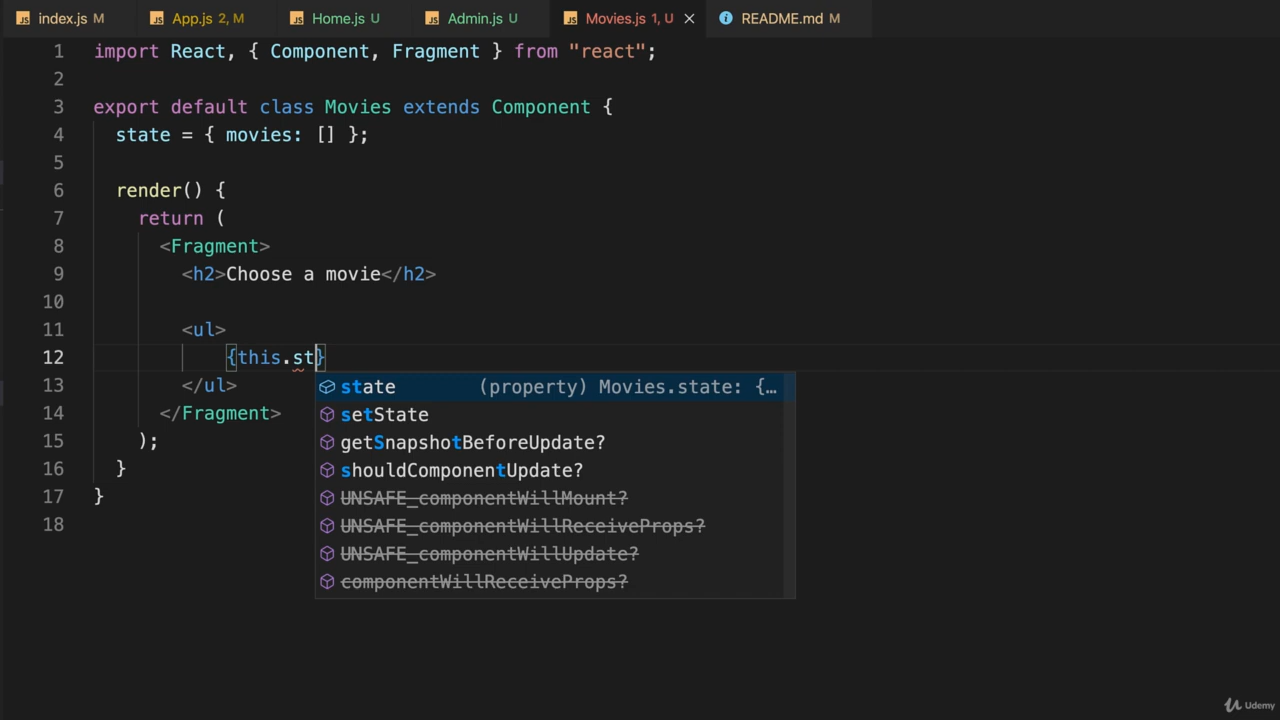 index.js M App.js 2, M Home.js U Admin.js U Movies.js 1, U README.md M
1 import React, { Component, Fragment } from "react";
2
3 export default class Movies extends Component {
4 state = { movies: [] };
5
6 render() {
7 return (
8 <Fragment>
9 <h2>Choose a movie</h2>
10
11 <ul>
12 {this.st}
13 </ul>
14 </Fragment>
15 );
16 }
17 }
18
state (property) Movies.state: {…
setState
getSnapshotBeforeUpdate?
shouldComponentUpdate?
UNSAFE_componentWillMount?
UNSAFE_componentWillReceiveProps?
UNSAFE_componentWillUpdate?
componentWillReceiveProps?
Udemy